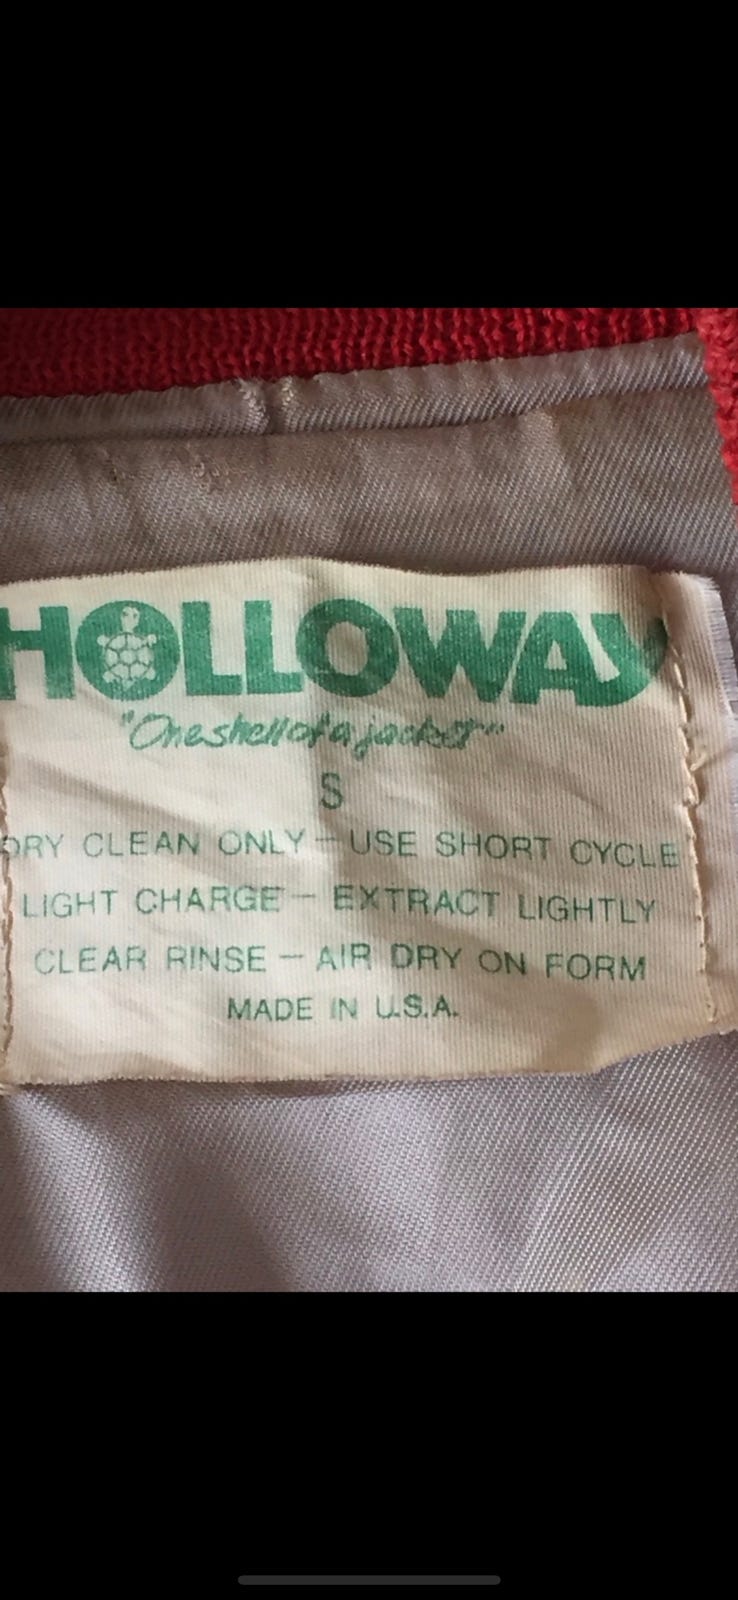 HOLLOWAY
"One shell of a jacket"
S
DRY CLEAN ONLY – USE SHORT CYCLE
LIGHT CHARGE – EXTRACT LIGHTLY
CLEAR RINSE – AIR DRY ON FORM
MADE IN U.S.A.